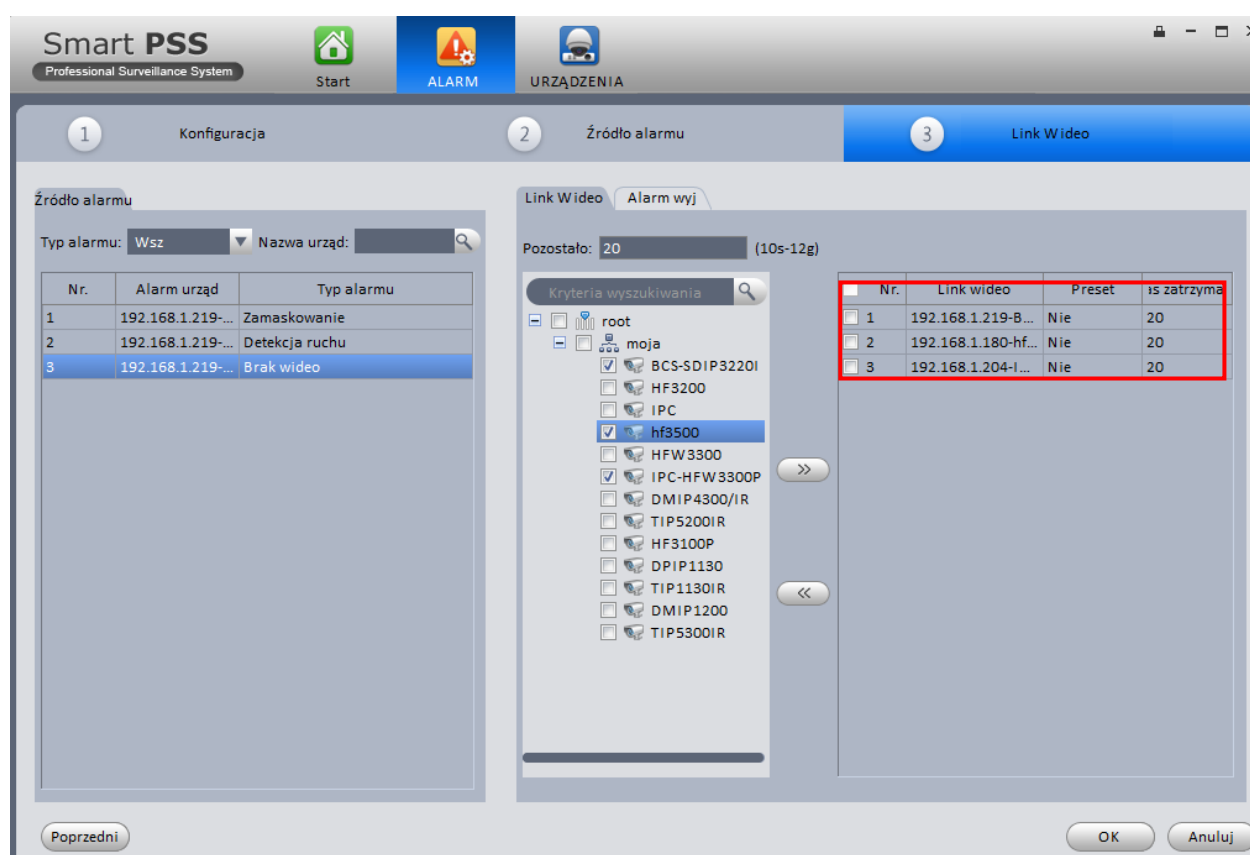 Smart PSS
Professional Surveillance System
Start
ALARM
URZĄDZENIA
1 Konfiguracja
2 Źródło alarmu
3 Link Wideo
Źródło alarmu
Typ alarmu: Wsz Nazwa urząd:
Nr. Alarm urząd Typ alarmu
1 192.168.1.219-... Zamaskowanie
2 192.168.1.219-... Detekcja ruchu
3 192.168.1.219-... Brak wideo
Link Wideo Alarm wyj
Pozostało: 20 (10s-12g)
Kryteria wyszukiwania
root
moja
BCS-SDIP3220I
HF3200
IPC
hf3500
HFW3300
IPC-HFW3300P
DMIP4300/IR
TIP5200IR
HF3100P
DPIP1130
TIP1130IR
DMIP1200
TIP5300IR
>>
<<
Nr. Link wideo Preset as zatrzyma
1 192.168.1.219-B... Nie 20
2 192.168.1.180-hf... Nie 20
3 192.168.1.204-I... Nie 20
Poprzedni
OK
Anuluj